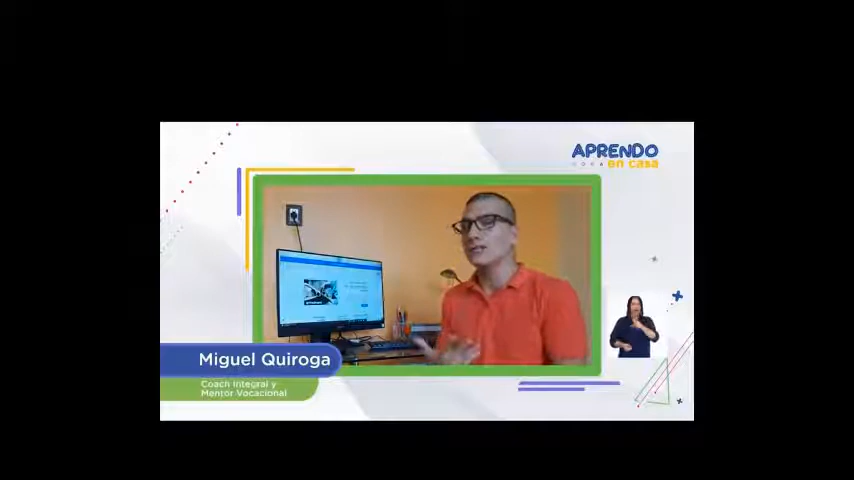 APRENDO
en casa
Miguel Quiroga
Coach Integral y
Mentor Vocacional